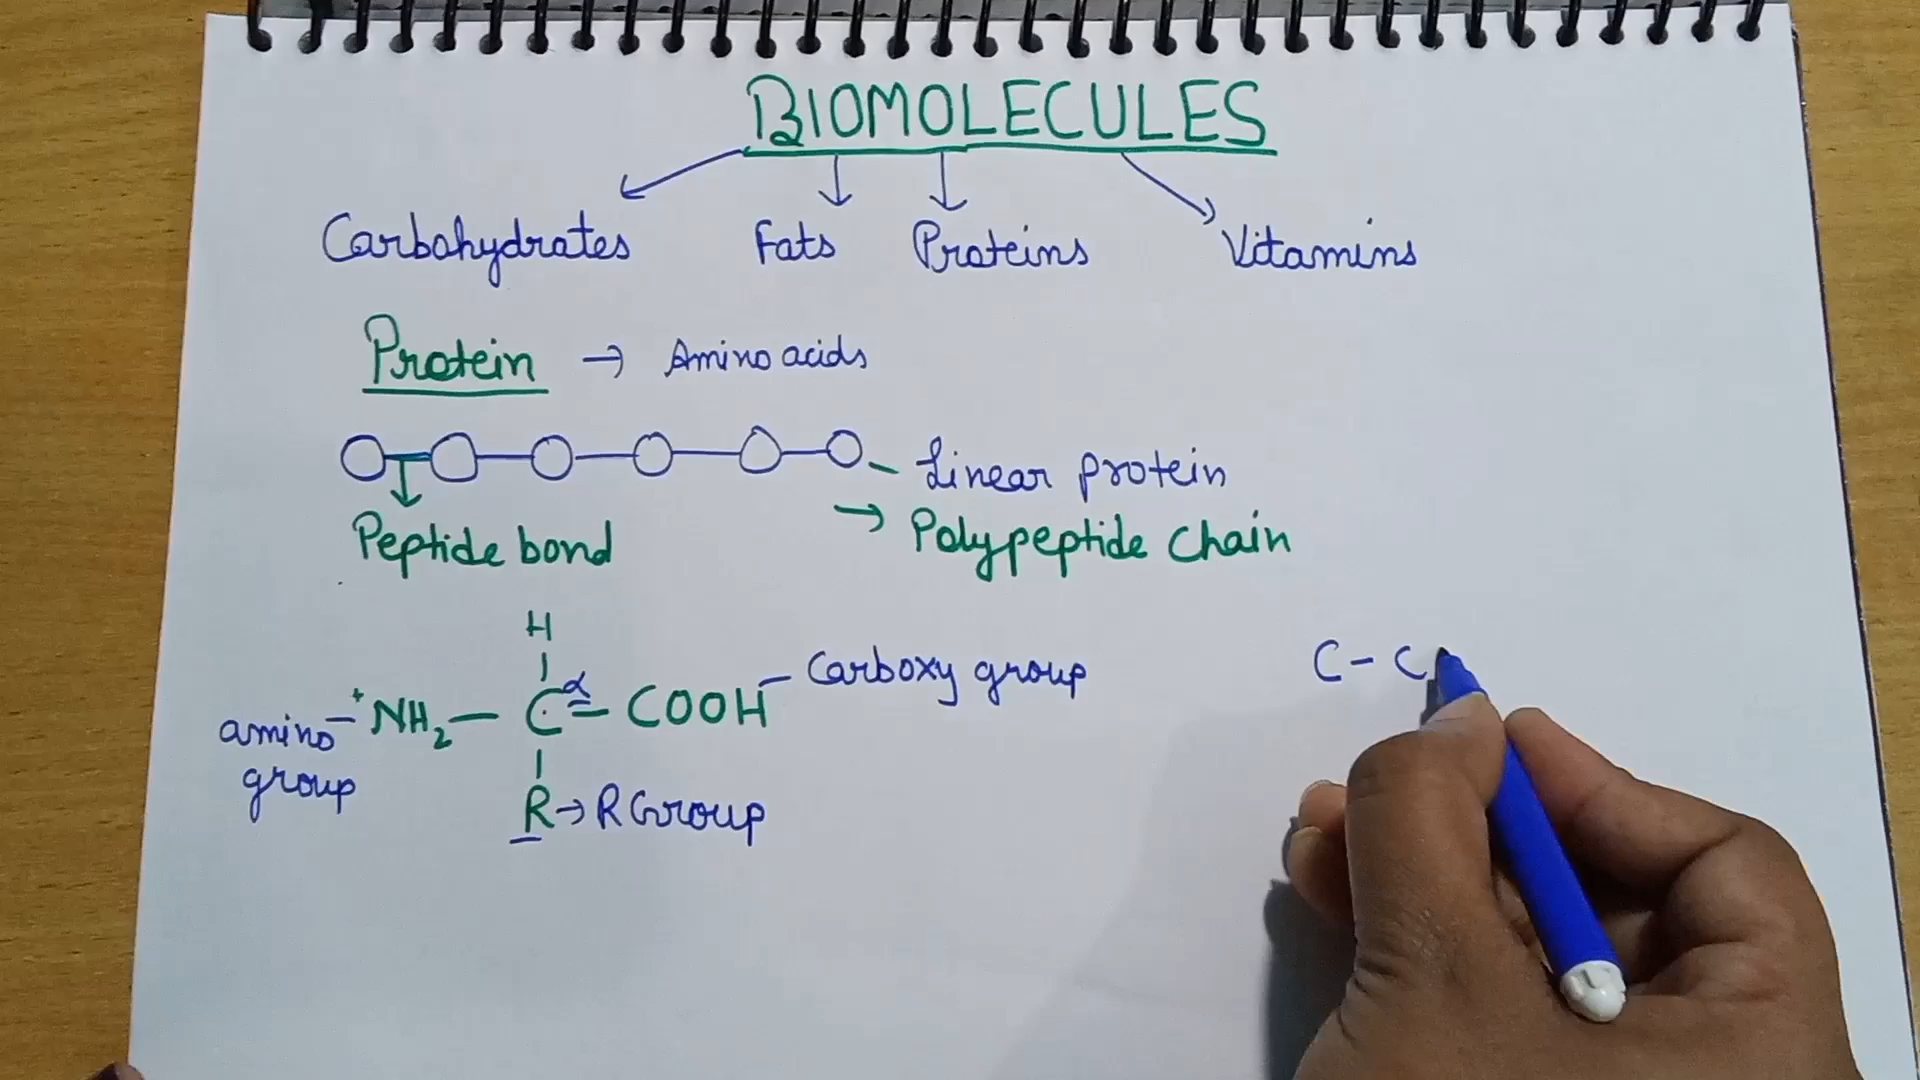 BIOMOLECULES
Carbohydrates Fats Proteins Vitamins
Protein → Amino acids
Linear protein
Peptide bond → Polypeptide chain
H
amino group +NH2 — Cα — COOH — Carboxy group
R → R Group
C - C